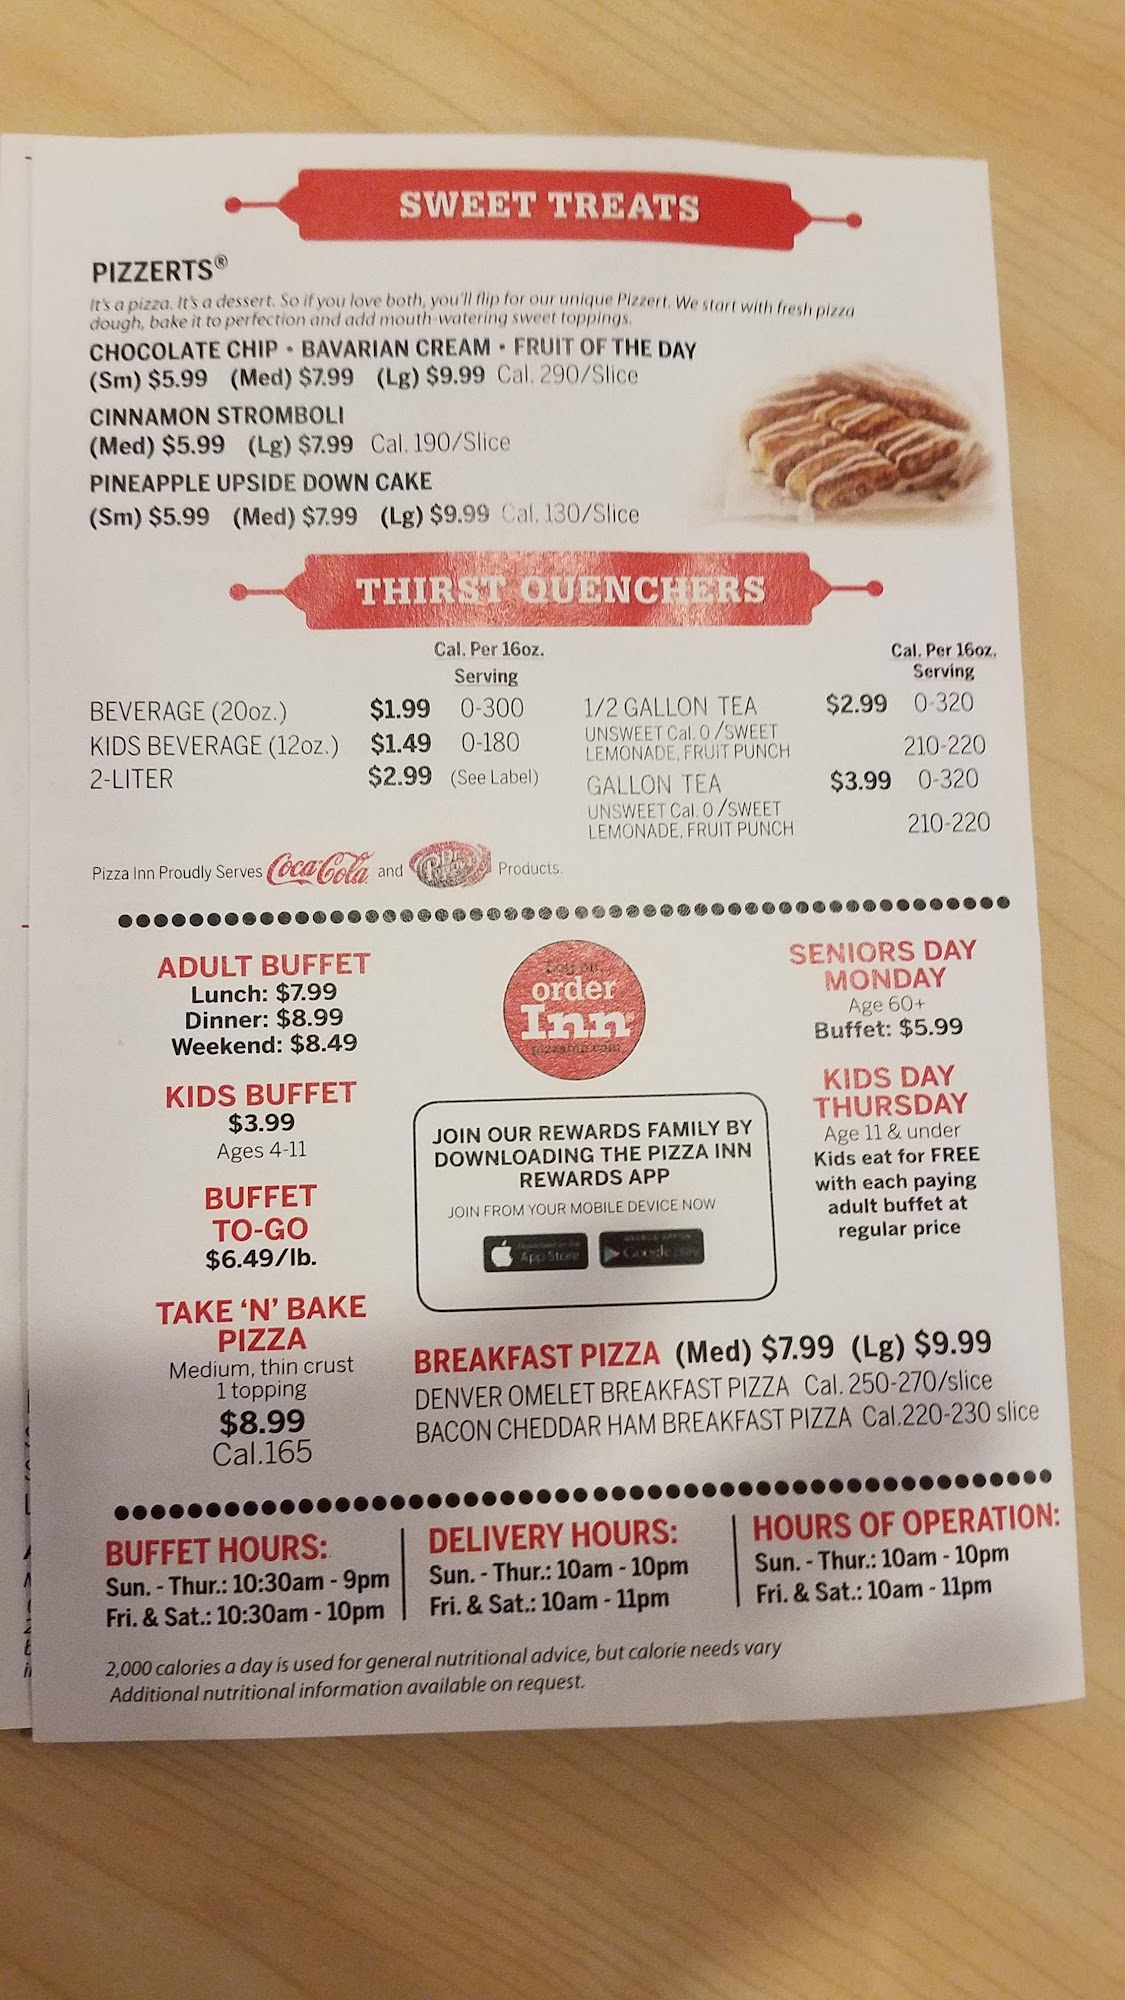 SWEET TREATS
PIZZERTS®
It's a pizza. It's a dessert. So if you love both, you'll flip for our unique Pizzert. We start with fresh pizza
dough, bake it to perfection and add mouth-watering sweet toppings.
CHOCOLATE CHIP • BAVARIAN CREAM • FRUIT OF THE DAY
(Sm) $5.99 (Med) $7.99 (Lg) $9.99 Cal. 290/Slice
CINNAMON STROMBOLI
(Med) $5.99 (Lg) $7.99 Cal. 190/Slice
PINEAPPLE UPSIDE DOWN CAKE
(Sm) $5.99 (Med) $7.99 (Lg) $9.99 Cal. 130/Slice
THIRST QUENCHERS
Cal. Per 16oz.
Serving
BEVERAGE (20oz.) $1.99 0-300
KIDS BEVERAGE (12oz.) $1.49 0-180
2-LITER $2.99 (See Label)
Cal. Per 16oz.
Serving
1/2 GALLON TEA $2.99 0-320
UNSWEET Cal. 0 /SWEET
LEMONADE, FRUIT PUNCH 210-220
GALLON TEA $3.99 0-320
UNSWEET Cal. 0 /SWEET
LEMONADE, FRUIT PUNCH 210-220
Pizza Inn Proudly Serves Coca-Cola and Dr Pepper Products.
ADULT BUFFET
Lunch: $7.99
Dinner: $8.99
Weekend: $8.49
KIDS BUFFET
$3.99
Ages 4-11
BUFFET
TO-GO
$6.49/lb.
TAKE 'N' BAKE
PIZZA
Medium, thin crust
1 topping
$8.99
Cal.165
Log on,
order
Inn®
pizzainn.com
JOIN OUR REWARDS FAMILY BY
DOWNLOADING THE PIZZA INN
REWARDS APP
JOIN FROM YOUR MOBILE DEVICE NOW
App Store
Google play
SENIORS DAY
MONDAY
Age 60+
Buffet: $5.99
KIDS DAY
THURSDAY
Age 11 & under
Kids eat for FREE
with each paying
adult buffet at
regular price
BREAKFAST PIZZA (Med) $7.99 (Lg) $9.99
DENVER OMELET BREAKFAST PIZZA Cal. 250-270/slice
BACON CHEDDAR HAM BREAKFAST PIZZA Cal.220-230 slice
BUFFET HOURS:
Sun. - Thur.: 10:30am - 9pm
Fri. & Sat.: 10:30am - 10pm
DELIVERY HOURS:
Sun. - Thur.: 10am - 10pm
Fri. & Sat.: 10am - 11pm
HOURS OF OPERATION:
Sun. - Thur.: 10am - 10pm
Fri. & Sat.: 10am - 11pm
2,000 calories a day is used for general nutritional advice, but calorie needs vary
Additional nutritional information available on request.